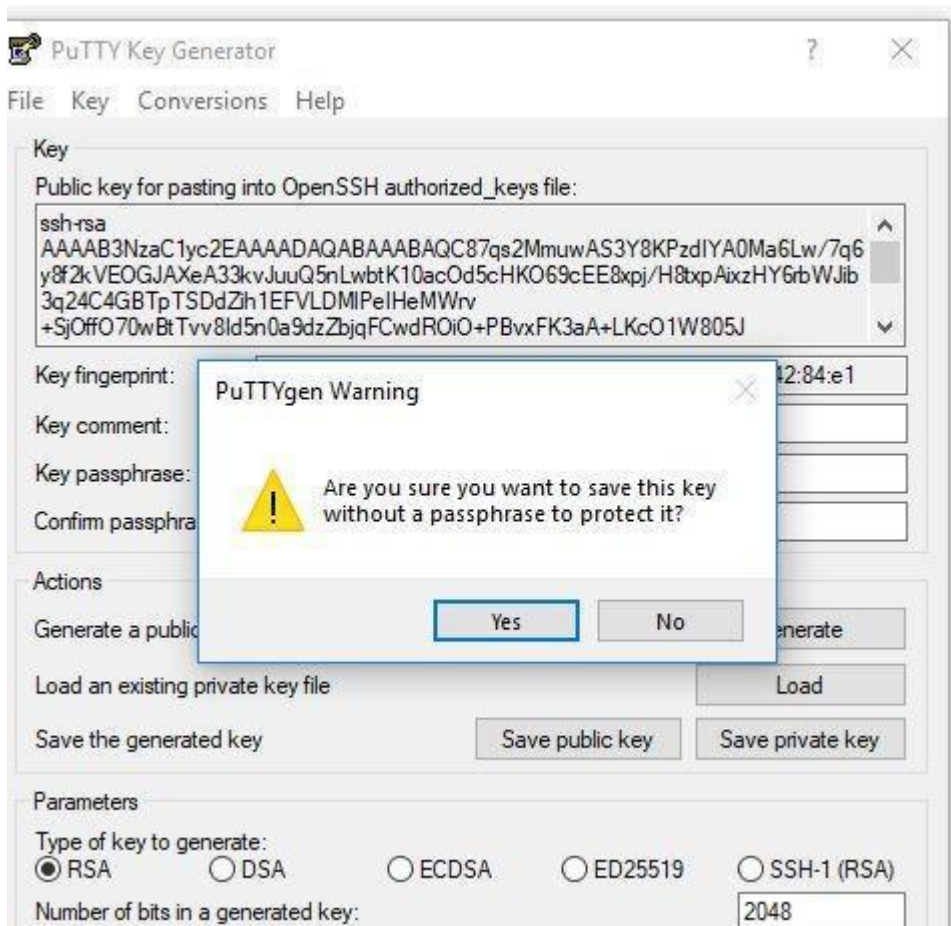 PuTTY Key Generator
? ×
File Key Conversions Help
Key
Public key for pasting into OpenSSH authorized_keys file:
ssh-rsa
AAAAB3NzaC1yc2EAAAADAQABAAABAQC87qs2MmuwAS3Y8KPzdIYA0Ma6Lw/7q6
y8f2kVEOGJAXeA33kvJuuQ5nLwbtK10acOd5cHKO69cEE8xpj/H8txpAixzHY6rbWJib
3q24C4GBTpTSDdZih1EFVLDMIPeIHeMWrv
+SjOffO70wBtTvv8Id5n0a9dzZbjqFCwdROiO+PBvxFK3aA+LKcO1W805J
Key fingerprint: 42:84:e1
PuTTYgen Warning
Key comment:
Key passphrase:
Are you sure you want to save this key
without a passphrase to protect it?
Confirm passphra
Actions
Yes No
Generate a public enerate
Load an existing private key file Load
Save the generated key Save public key Save private key
Parameters
Type of key to generate:
RSA DSA ECDSA ED25519 SSH-1 (RSA)
Number of bits in a generated key: 2048